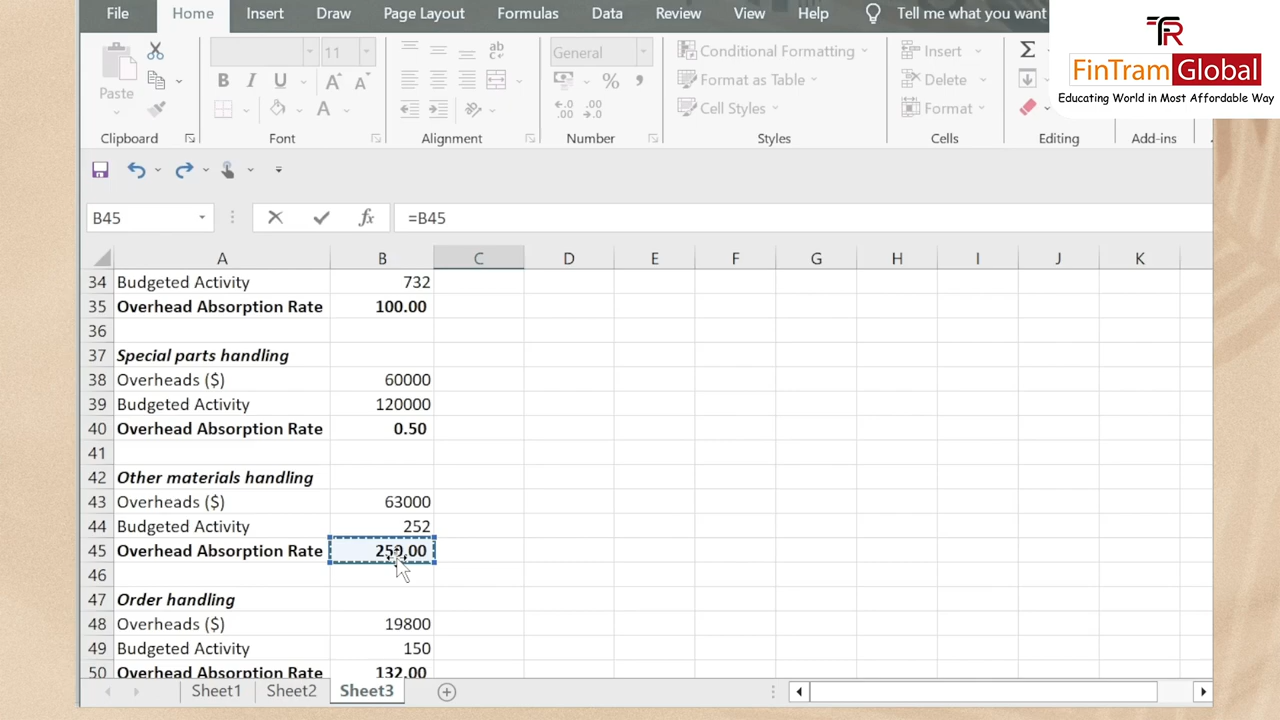 File Home Insert Draw Page Layout Formulas Data Review View Help Tell me what you want
TR
FinTram Global
Educating World in Most Affordable Way
Paste
11
ab
c
B I U A A
A
General
% ,
Conditional Formatting
Format as Table
Cell Styles
Insert
Delete
Format
Σ
Clipboard Font Alignment Number Styles Cells Editing Add-ins
B45 fx =B45
A B C D E F G H I J K
34 Budgeted Activity 732
35 Overhead Absorption Rate 100.00
36
37 Special parts handling
38 Overheads ($) 60000
39 Budgeted Activity 120000
40 Overhead Absorption Rate 0.50
41
42 Other materials handling
43 Overheads ($) 63000
44 Budgeted Activity 252
45 Overhead Absorption Rate 250.00
46
47 Order handling
48 Overheads ($) 19800
49 Budgeted Activity 150
50 Overhead Absorption Rate 132.00
Sheet1 Sheet2 Sheet3